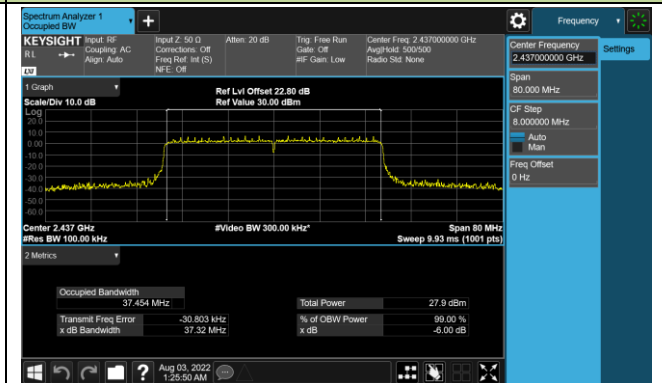 Spectrum Analyzer 1
Occupied BW
Frequency
KEYSIGHT
Input: RF
Coupling: AC
Align: Auto
Input Z: 50 Ω
Corrections: Off
Freq Ref: Int (S)
NFE: Off
Atten: 20 dB
Trig: Free Run
Gate: Off
#IF Gain: Low
Center Freq: 2.437000000 GHz
Avg|Hold: 500/500
Radio Std: None
R L
LXI
Center Frequency
2.437000000 GHz
Settings
Span
80.000 MHz
CF Step
8.000000 MHz
Auto
Man
Freq Offset
0 Hz
1 Graph
Scale/Div 10.0 dB
Ref Lvl Offset 22.80 dB
Ref Value 30.00 dBm
Log
20.0
10.0
0.00
-10.0
-20.0
-30.0
-40.0
-50.0
-60.0
Center 2.437 GHz
#Video BW 300.00 kHz*
Span 80 MHz
#Res BW 100.00 kHz
Sweep 9.93 ms (1001 pts)
2 Metrics
Occupied Bandwidth
37.454 MHz
Total Power 27.9 dBm
Transmit Freq Error -30.803 kHz
% of OBW Power 99.00 %
x dB Bandwidth 37.32 MHz
x dB -6.00 dB
?
Aug 03, 2022
1:25:50 AM